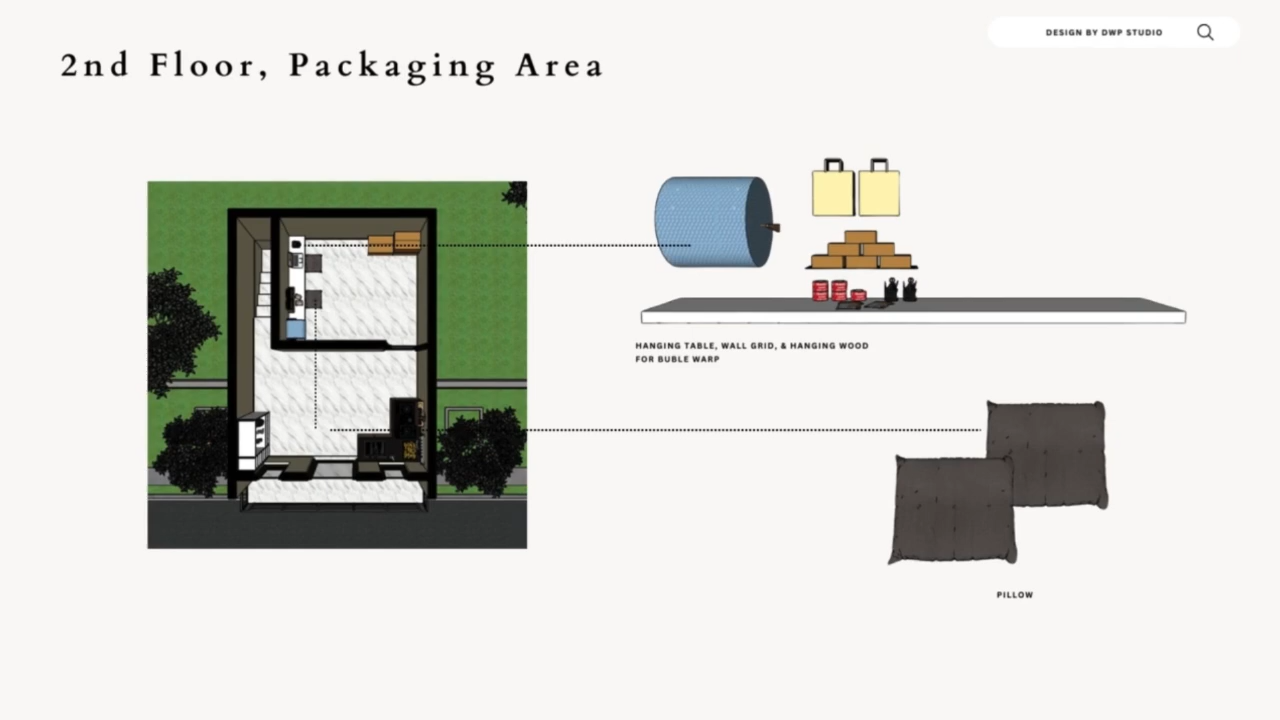 DESIGN BY DWP STUDIO
2nd Floor, Packaging Area
HANGING TABLE, WALL GRID, & HANGING WOOD
FOR BUBLE WARP
PILLOW